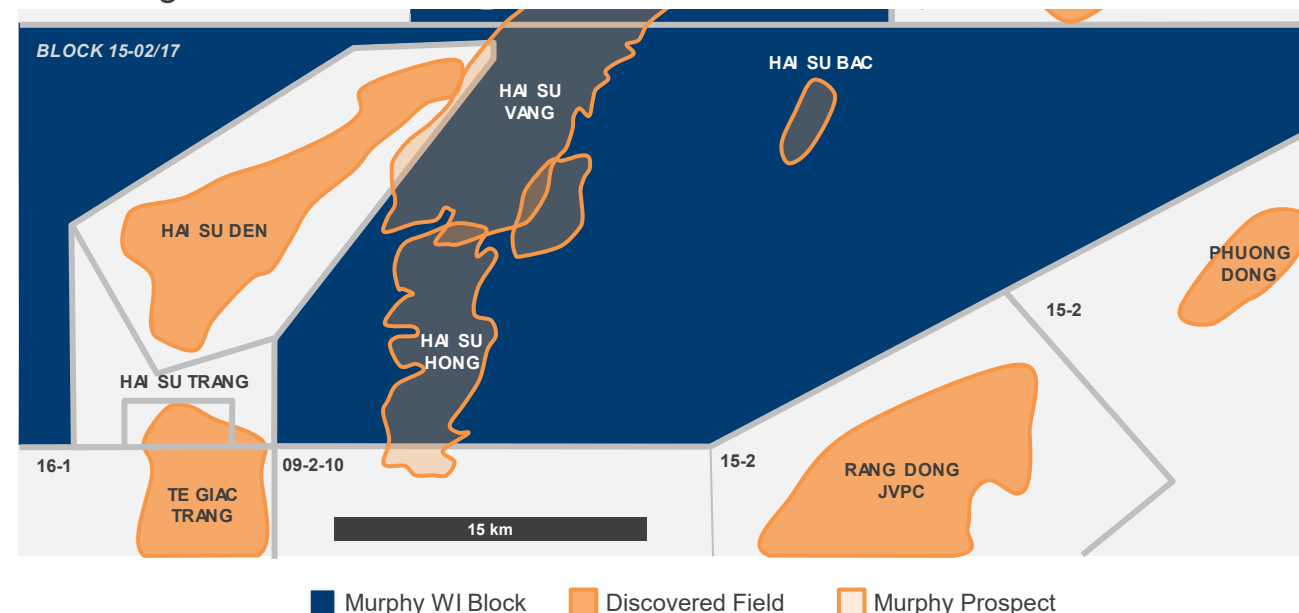 BLOCK 15-02/17
HAI SU BAC
HAI SU
VANG
HAI SU DEN
PHUONG
DONG
15-2
HAI SU
HONG
HAI SU TRANG
16-1
09-2-10
15-2
RANG DONG
JVPC
TE GIAC
TRANG
15 km
Murphy WI Block
Discovered Field
Murphy Prospect